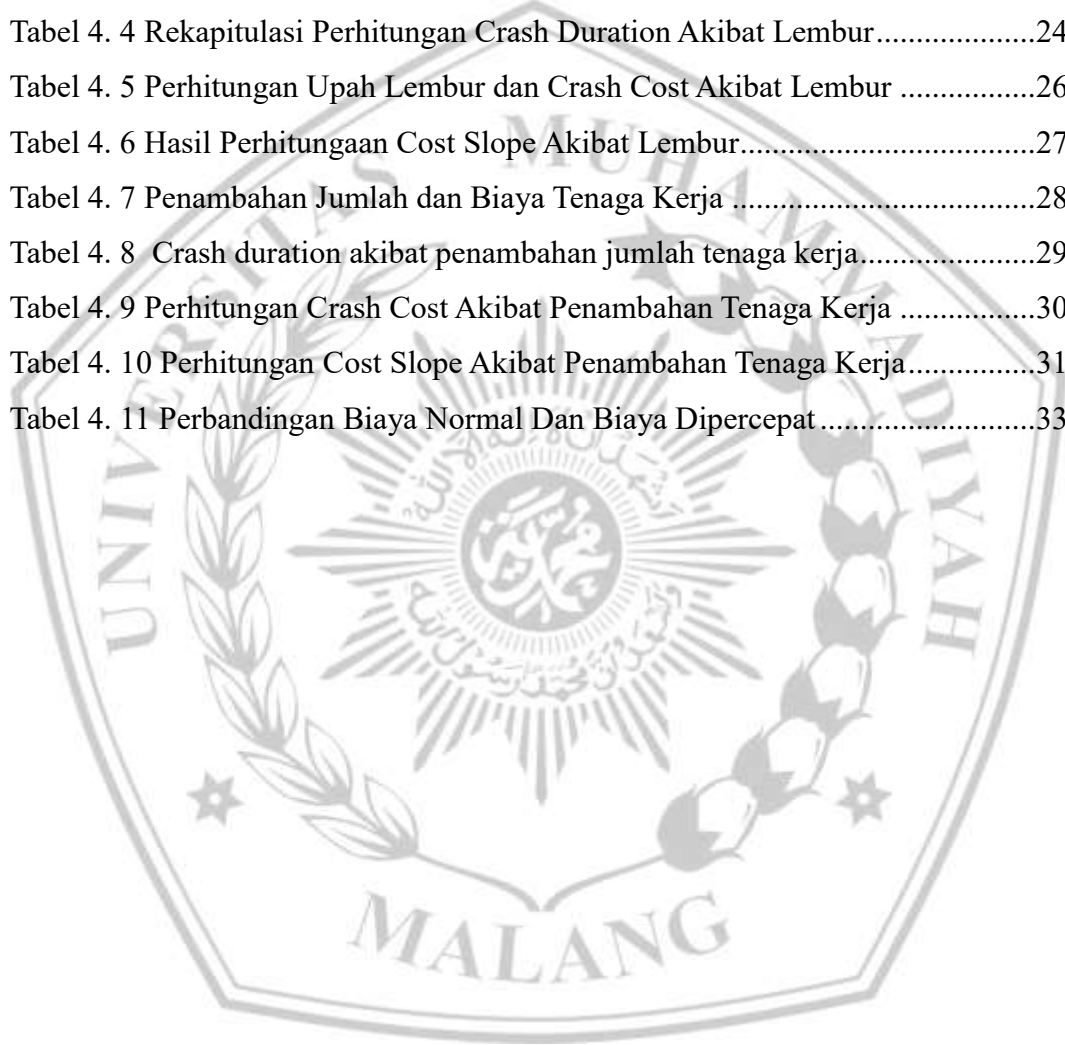 Tabel 4. 4 Rekapitulasi Perhitungan Crash Duration Akibat Lembur....................24
Tabel 4. 5 Perhitungan Upah Lembur dan Crash Cost Akibat Lembur .................26
Tabel 4. 6 Hasil Perhitungaan Cost Slope Akibat Lembur.....................................27
Tabel 4. 7 Penambahan Jumlah dan Biaya Tenaga Kerja ......................................28
Tabel 4. 8  Crash duration akibat penambahan jumlah tenaga kerja......................29
Tabel 4. 9 Perhitungan Crash Cost Akibat Penambahan Tenaga Kerja .................30
Tabel 4. 10 Perhitungan Cost Slope Akibat Penambahan Tenaga Kerja................31
Tabel 4. 11 Perbandingan Biaya Normal Dan Biaya Dipercepat ...........................33
UNIVERSITAS MUHAMMADIYAH
MALANG